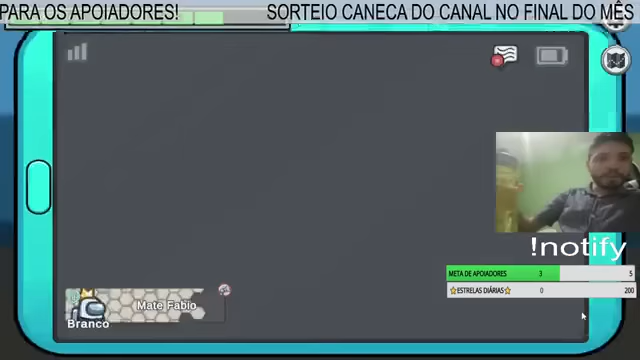 PARA OS APOIADORES! SORTEIO CANECA DO CANAL NO FINAL DO MÊS
!notify
META DE APOIADORES 3 5
ESTRELAS DIÁRIAS 0 200
Mate Fabio
Branco